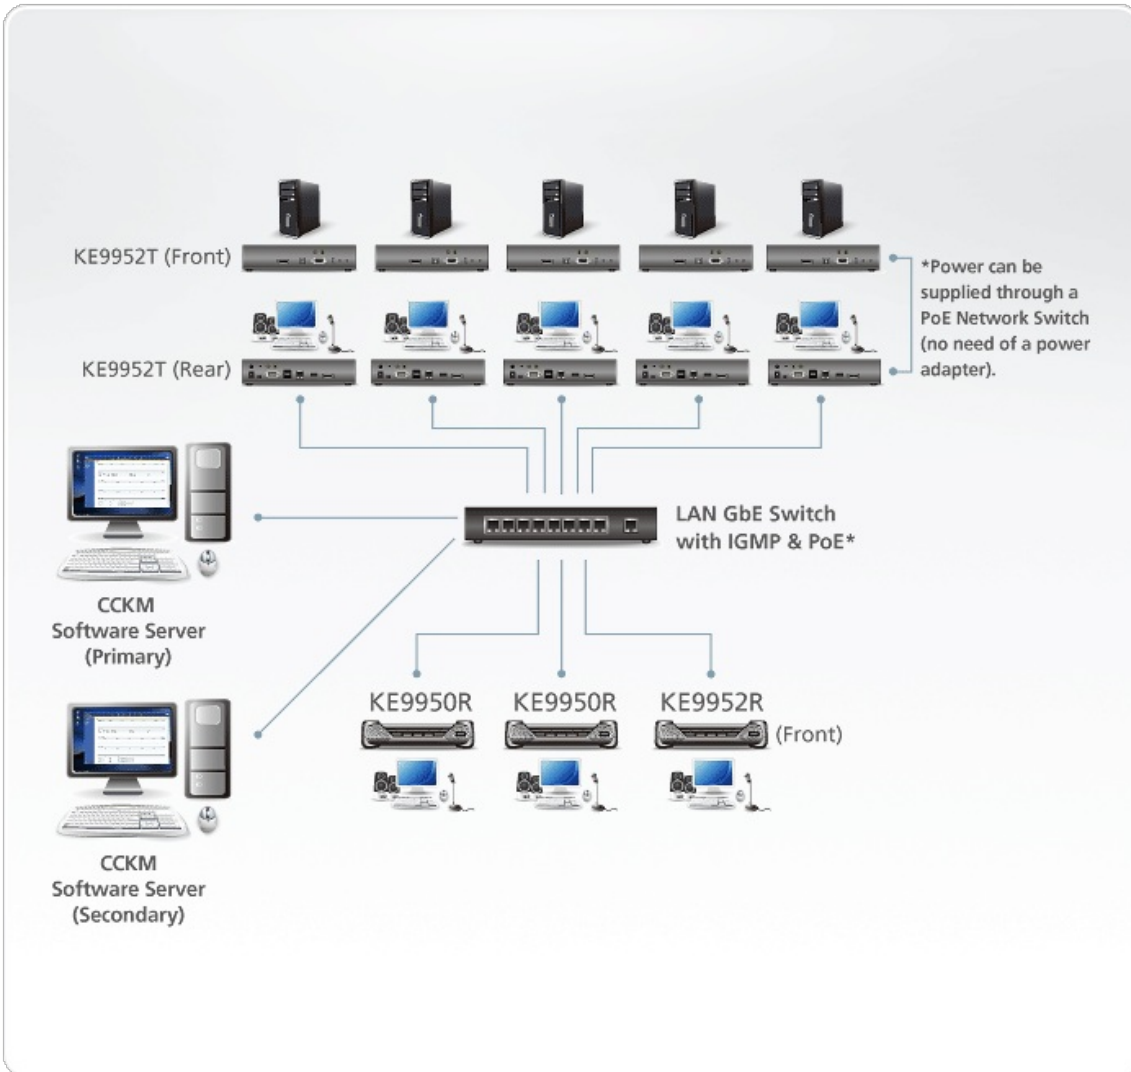 KE9952T (Front)
*Power can be
supplied through a
PoE Network Switch
(no need of a power
adapter).
KE9952T (Rear)
LAN GbE Switch
with IGMP & PoE*
CCKM
Software Server
(Primary)
KE9950R
KE9950R
KE9952R
(Front)
CCKM
Software Server
(Secondary)